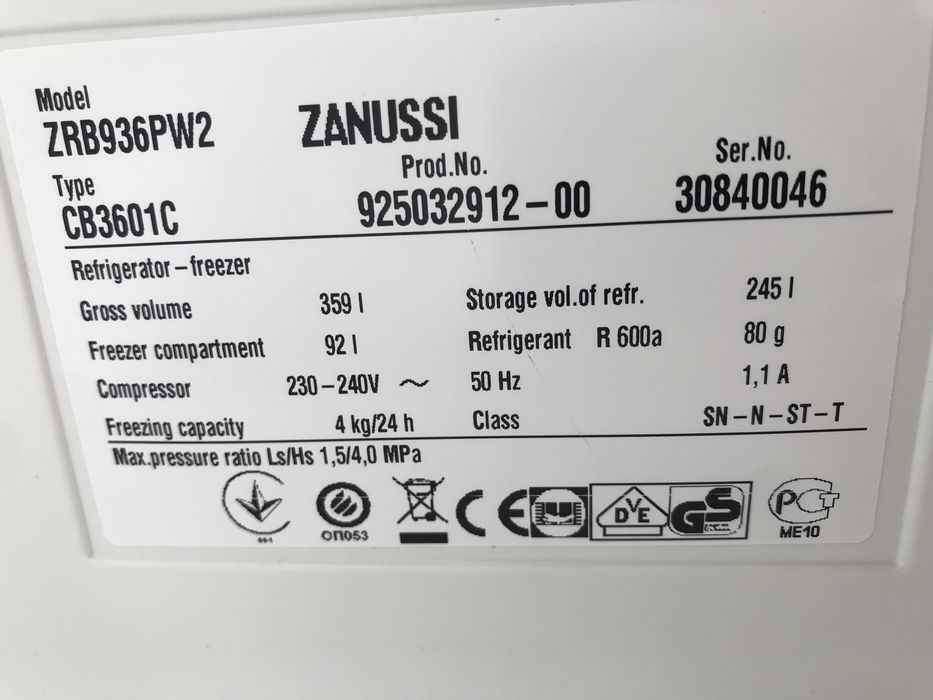 Model
ZRB936PW2 ZANUSSI
Type Prod.No. Ser.No.
CB3601C 925032912-00 30840046
Refrigerator-freezer
Gross volume 359 l Storage vol.of refr. 245 l
Freezer compartment 92 l Refrigerant R 600a 80 g
Compressor 230-240V ~ 50 Hz 1,1 A
Freezing capacity 4 kg/24 h Class SN-N-ST-T
Max.pressure ratio Ls/Hs 1,5/4,0 MPa
CE DVE GS PCT
ОП053 ME10